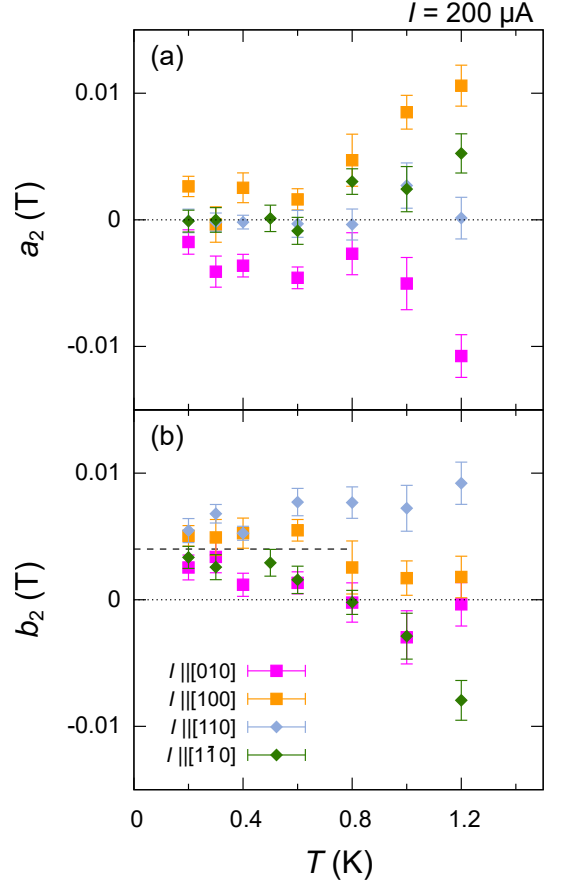 I = 200 μA
(a)
0.01
0
-0.01
a₂ (T)
(b)
0.01
0
-0.01
b₂ (T)
I ||[010]
I ||[100]
I ||[110]
I ||[11̄0]
0
0.4
0.8
1.2
T (K)